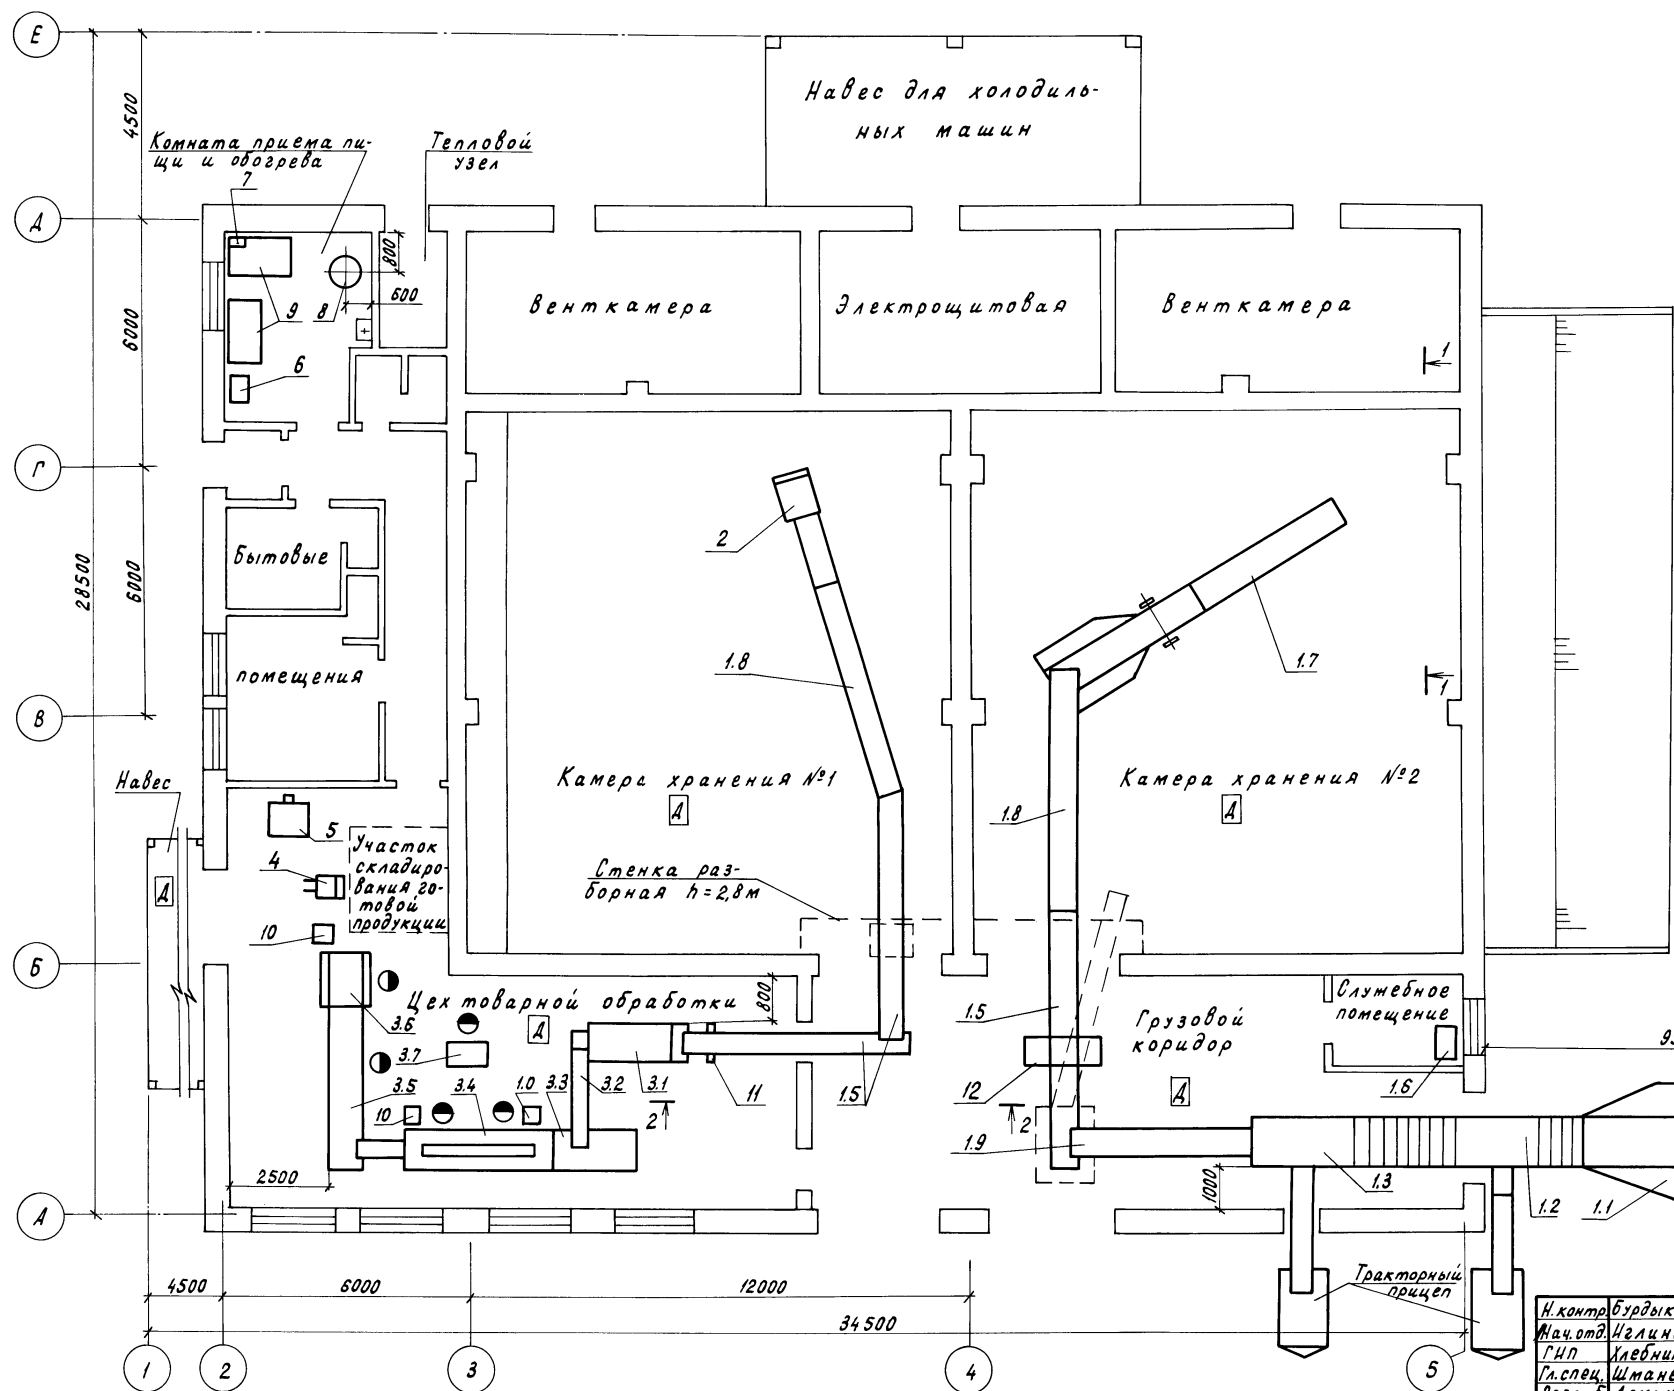 Е
4500
Навес для холодиль-
ных машин
Комната приема пи-
щи и обогрева
Тепловой
узел
7
Д
800
600
9
8
6
6000
Венткамера
Электрощитовая
Венткамера
1
Г
2
28500
6000
Бытовые
помещения
1.8
1.7
1
В
Навес
Камера хранения №1
Д
Камера хранения №2
Д
1.8
5
4
Участок
складиро-
вания го-
товой
продукции
Стенка раз-
борная h=2,8м
Д
10
Б
Цех товарной обработки
Д
800
3.6
3.7
3.5
3.4
10
1.0
3.3
3.2
3.1
11
2
1.5
1.5
Грузовой
коридор
Д
12
2
1.9
Служебное
помещение
1.6
2500
1000
1.3
1.2
1.1
А
4500
6000
12000
34500
Тракторный
прицеп
1
2
3
4
5
Н.контр.
Нач.отд.
ГИП
Гл.спец.